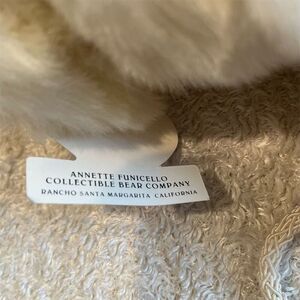 ANNETTE FUNICELLO
COLLECTIBLE BEAR COMPANY
RANCHO SANTA MARGARITA CALIFORNIA